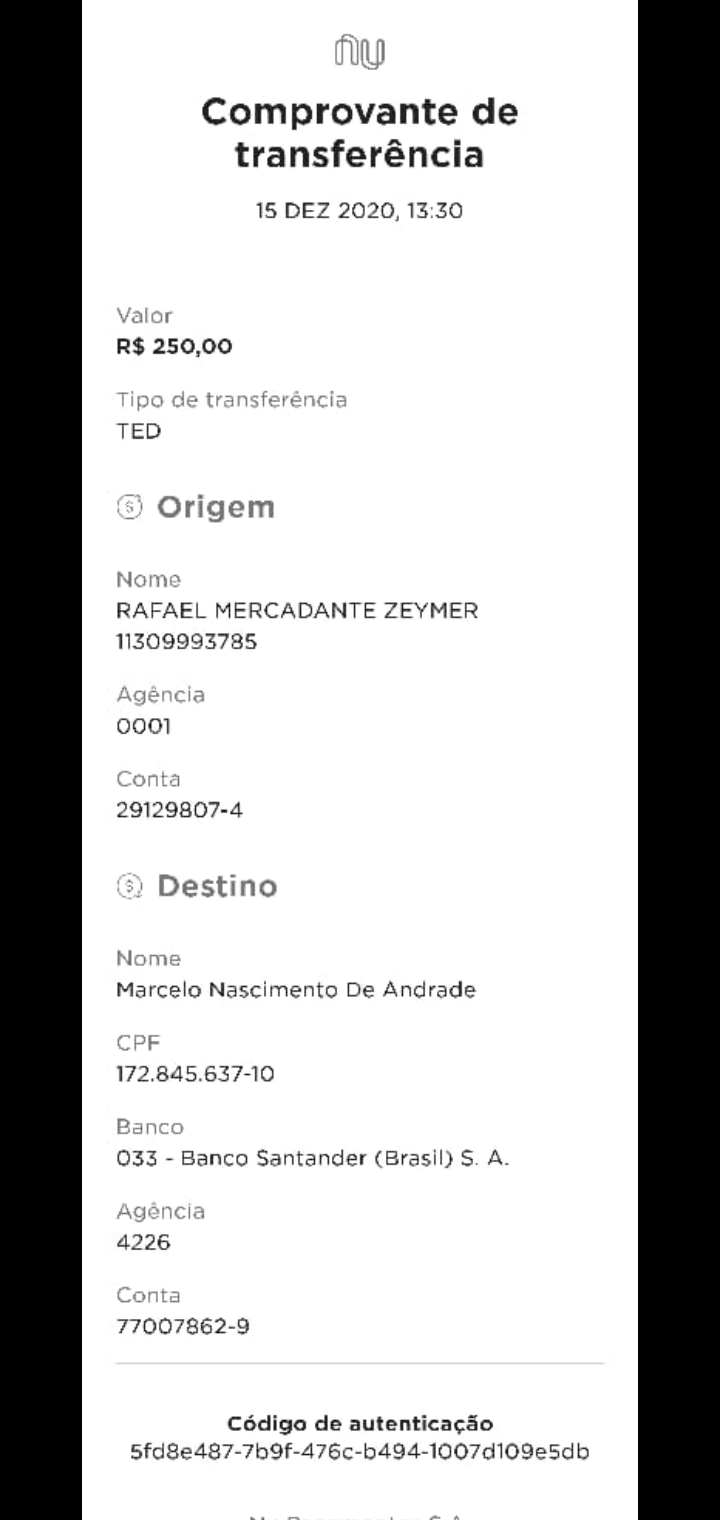 nu
Comprovante de
transferência
15 DEZ 2020, 13:30
Valor
R$ 250,00
Tipo de transferência
TED
Origem
Nome
RAFAEL MERCADANTE ZEYMER
11309993785
Agência
0001
Conta
29129807-4
Destino
Nome
Marcelo Nascimento De Andrade
CPF
172.845.637-10
Banco
033 - Banco Santander (Brasil) S. A.
Agência
4226
Conta
77007862-9
Código de autenticação
5fd8e487-7b9f-476c-b494-1007d109e5db